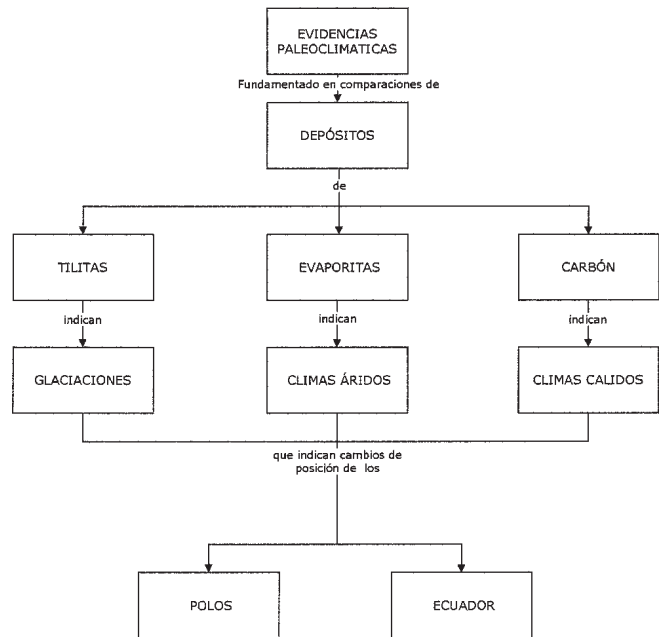 EVIDENCIAS
PALEOCLIMATICAS
Fundamentado en comparaciones de
DEPÓSITOS
de
TILITAS
EVAPORITAS
CARBÓN
indican
indican
indican
GLACIACIONES
CLIMAS ÁRIDOS
CLIMAS CALIDOS
que indican cambios de
posición de los
POLOS
ECUADOR